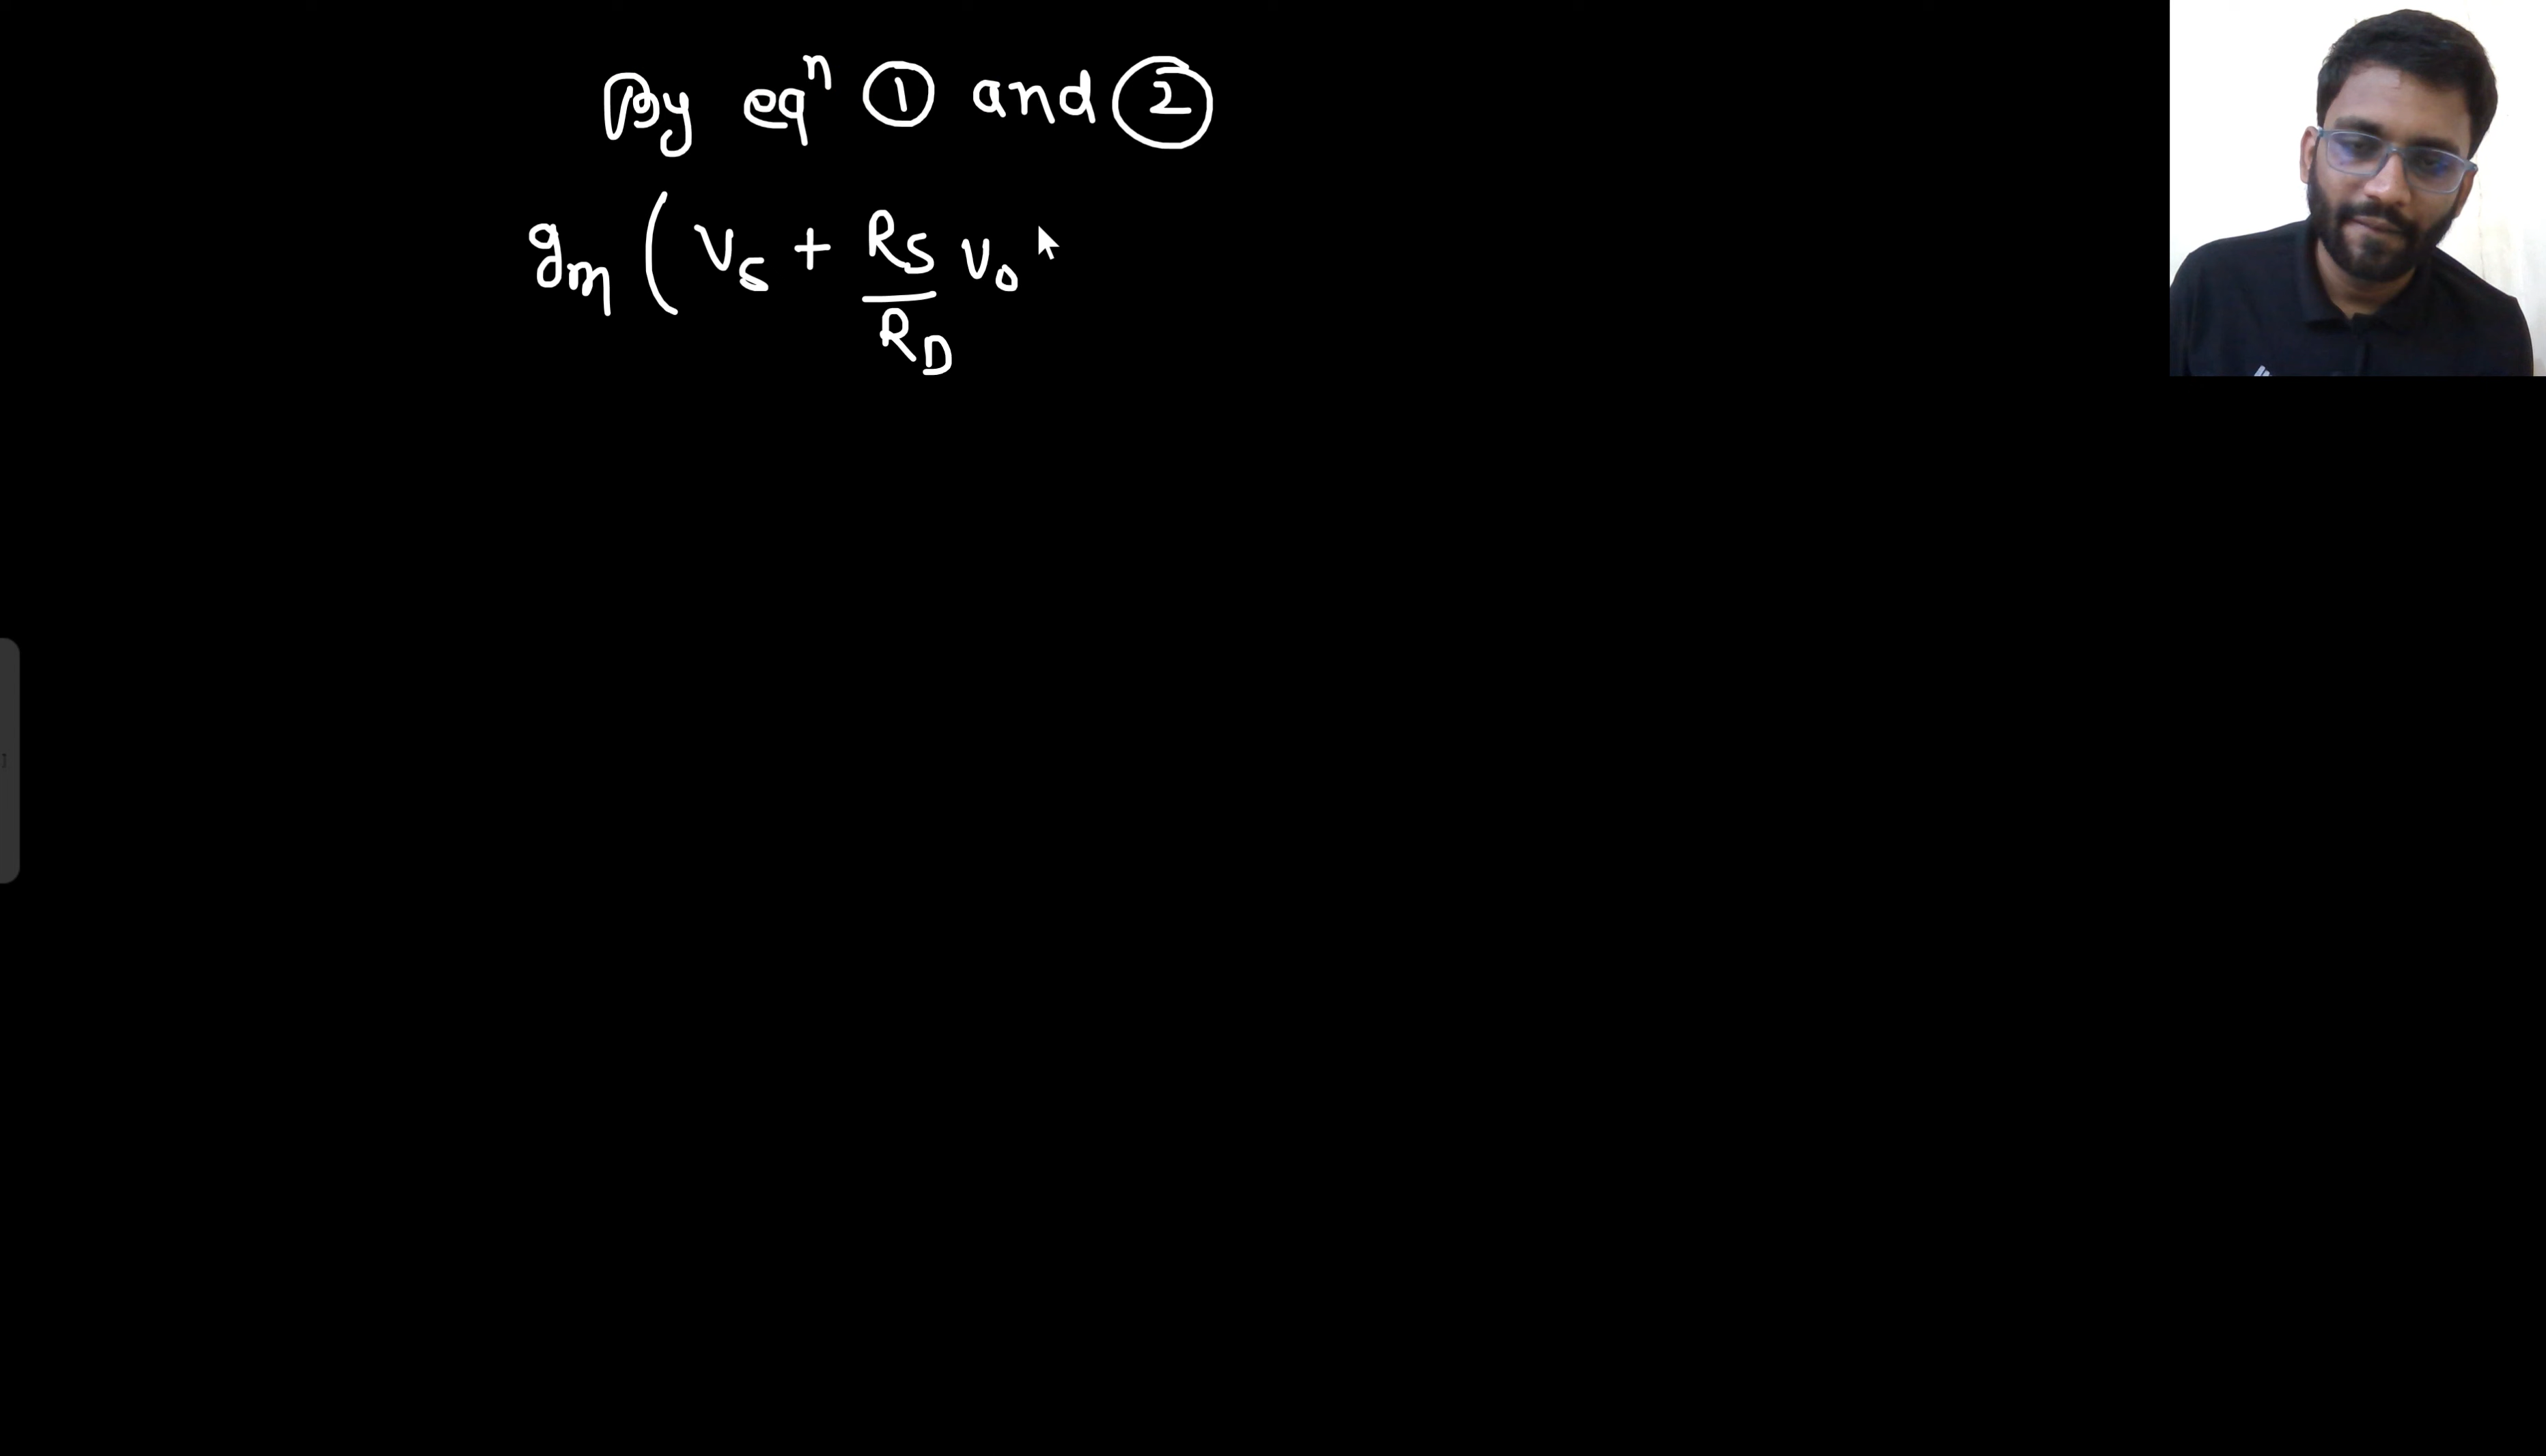 By eqⁿ ① and ②
gm ( Vs + Rs/RD Vo